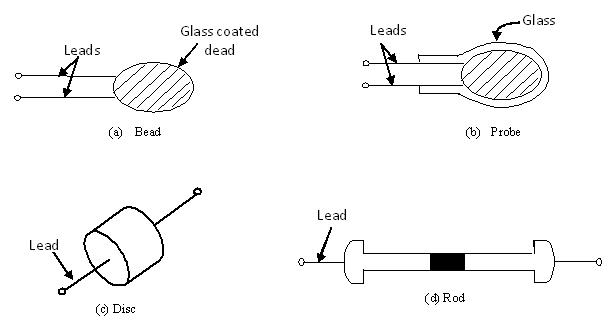 Glass coated
dead
Leads
(a) Bead
Glass
Leads
(b) Probe
Lead
(c) Disc
Lead
(d) Rod